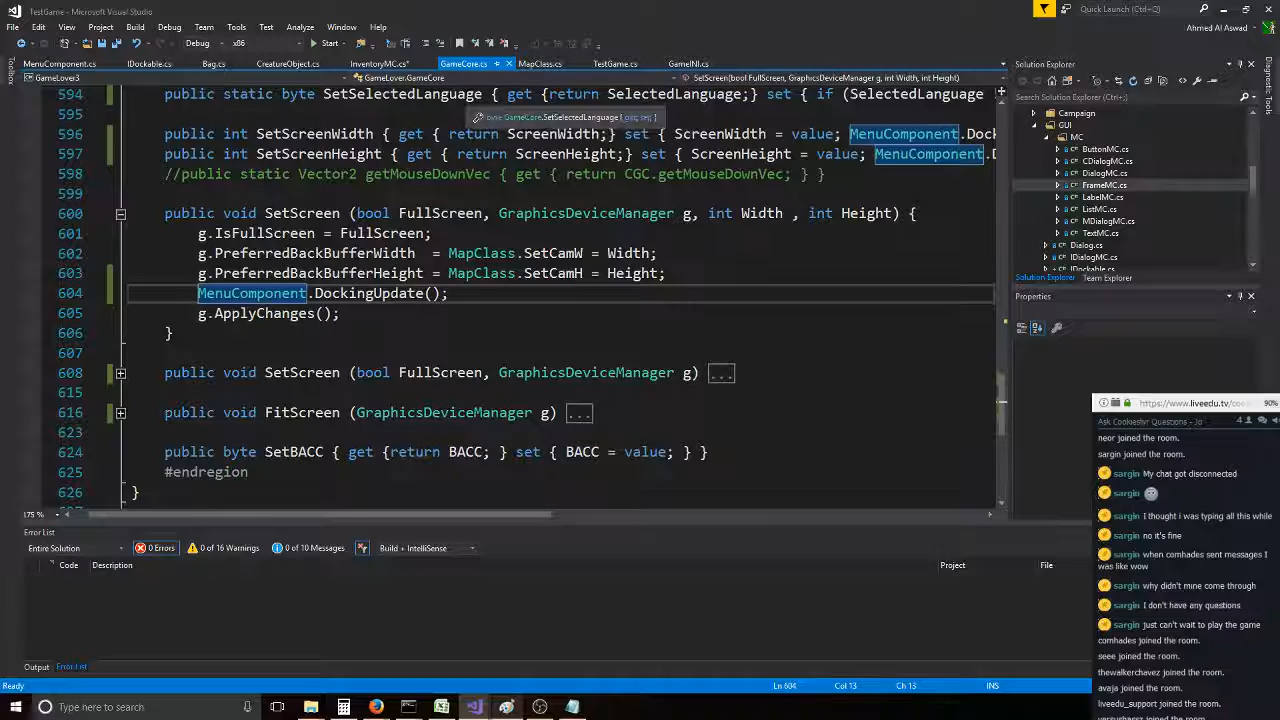 TestGame - Microsoft Visual Studio
Quick Launch (Ctrl+Q)
File Edit View Project Build Debug Team Tools Test Analyze Window Help
Ahmed Al Aswad
Debug x86 Start
MenuComponent.cs IDockable.cs Bag.cs CreatureObject.cs InventoryMC.cs* GameCore.cs MapClass.cs TestGame.cs GameINI.cs
GameLover3 GameLover.GameCore SetScreen(bool FullScreen, GraphicsDeviceManager g, int Width, int Height)
Toolbox
594 public static byte SetSelectedLanguage { get {return SelectedLanguage;} set { if (SelectedLanguage
byte GameCore.SetSelectedLanguage { get; set; }
596 public int SetScreenWidth { get { return ScreenWidth;} set { ScreenWidth = value; MenuComponent.Dock
597 public int SetScreenHeight { get { return ScreenHeight;} set { ScreenHeight = value; MenuComponent.D
598 //public static Vector2 getMouseDownVec { get { return CGC.getMouseDownVec; } }
599
600 public void SetScreen (bool FullScreen, GraphicsDeviceManager g, int Width , int Height) {
601 g.IsFullScreen = FullScreen;
602 g.PreferredBackBufferWidth = MapClass.SetCamW = Width;
603 g.PreferredBackBufferHeight = MapClass.SetCamH = Height;
604 MenuComponent.DockingUpdate();
605 g.ApplyChanges();
606 }
607
608 public void SetScreen (bool FullScreen, GraphicsDeviceManager g) ...
615
616 public void FitScreen (GraphicsDeviceManager g) ...
623
624 public byte SetBACC { get {return BACC; } set { BACC = value; } }
625 #endregion
626 }
175 %
Solution Explorer
Search Solution Explorer (Ctrl+;)
Campaign
GUI
MC
ButtonMC.cs
CDialogMC.cs
DialogMC.cs
FrameMC.cs
LabelMC.cs
ListMC.cs
MDialogMC.cs
TextMC.cs
Dialog.cs
IDialogMC.cs
IDockable.cs
Solution Explorer Team Explorer
Properties
Diagnostic Tools
Error List
Entire Solution 0 Errors 0 of 16 Warnings 0 of 10 Messages Build + IntelliSense
Code Description Project File
Output Error List
Ready Ln 604 Col 13 Ch 13 INS
Type here to search
90%
Ask Cookieslyr Questions - Jo 4
neor joined the room.
sargin joined the room.
sargin My chat got disconnected
sargin
sargin I thought i was typing all this while
sargin no it's fine
sargin when comhades sent messages I
was like wow
sargin why didn't mine come through
sargin I don't have any questions
sargin just can't wait to play the game
comhades joined the room.
seee joined the room.
thewalkerchavez joined the room.
avaja joined the room.
liveedu_support joined the room.